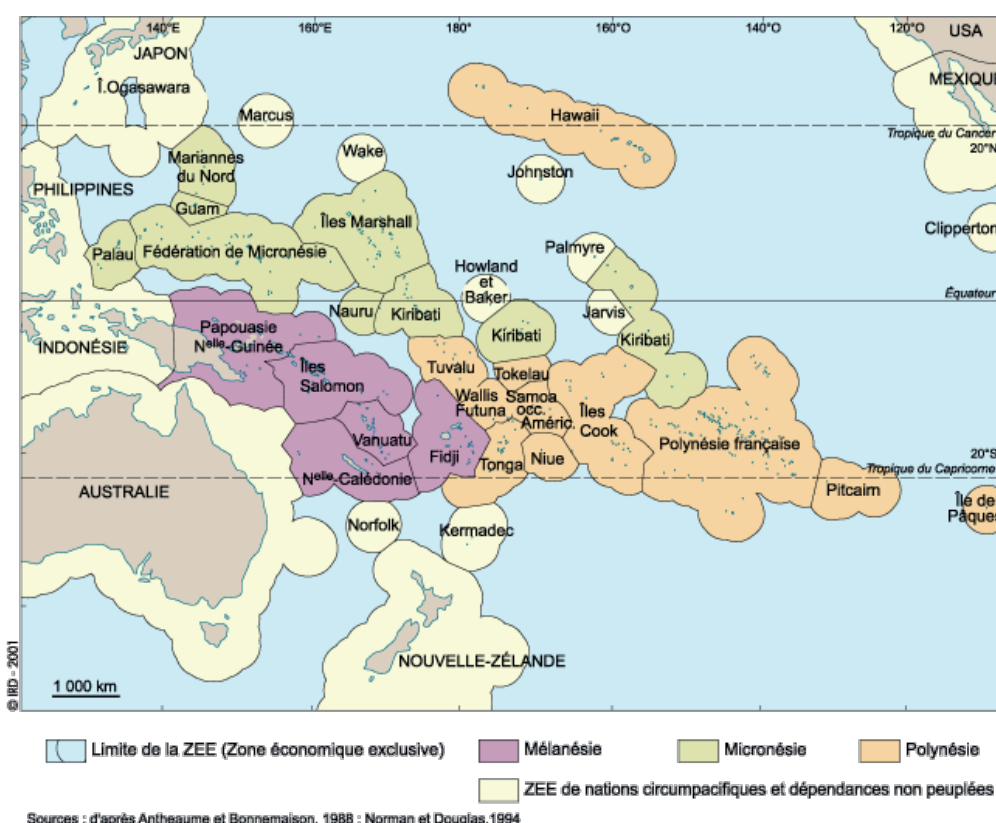 140°E
160°E
180°
160°O
140°O
120°O
USA
JAPON
MEXIQUE
Î.Ogasawara
Marcus
Hawaii
Tropique du Cancer
20°N
Wake
Johnston
Mariannes
du Nord
PHILIPPINES
Guam
Îles Marshall
Clipperton
Palau
Fédération de Micronésie
Palmyre
Howland
et
Baker
Équateur
Nauru
Kiribati
Jarvis
Kiribati
Kiribati
Papouasie
Nelle-Guinée
INDONÉSIE
Îles
Salomon
Tuvalu
Tokelau
Wallis
Futuna
Samoa
occ.
Améric.
Îles
Cook
Vanuatu
Fidji
Polynésie française
20°S
Tropique du Capricorne
Nelle-Calédonie
Tonga
Niue
AUSTRALIE
Pitcairn
Île de
Pâques
Norfolk
Kermadec
NOUVELLE-ZÉLANDE
1 000 km
© IRD - 2001
Limite de la ZEE (Zone économique exclusive)
Mélanésie
Micronésie
Polynésie
ZEE de nations circumpacifiques et dépendances non peuplées
Sources : d'après Antheaume et Bonnemaison, 1988 ; Norman et Douglas,1994